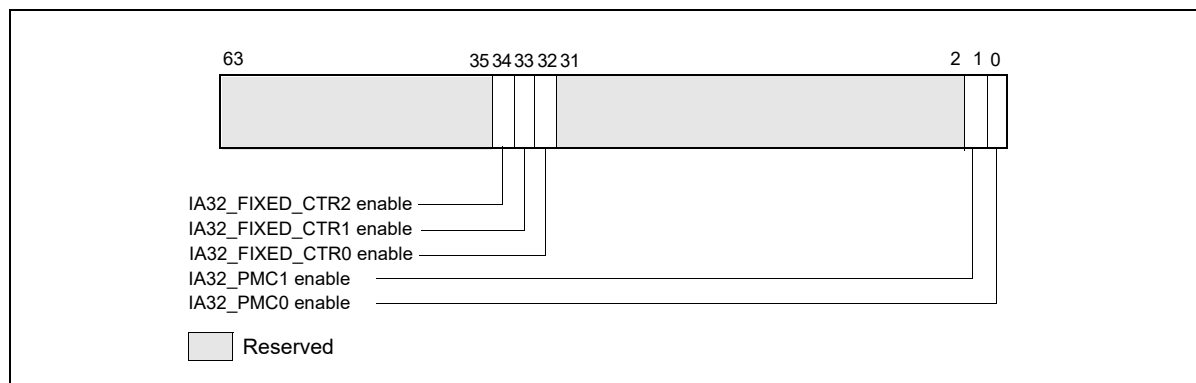 63 35 34 33 32 31 2 1 0
IA32_FIXED_CTR2 enable
IA32_FIXED_CTR1 enable
IA32_FIXED_CTR0 enable
IA32_PMC1 enable
IA32_PMC0 enable
Reserved